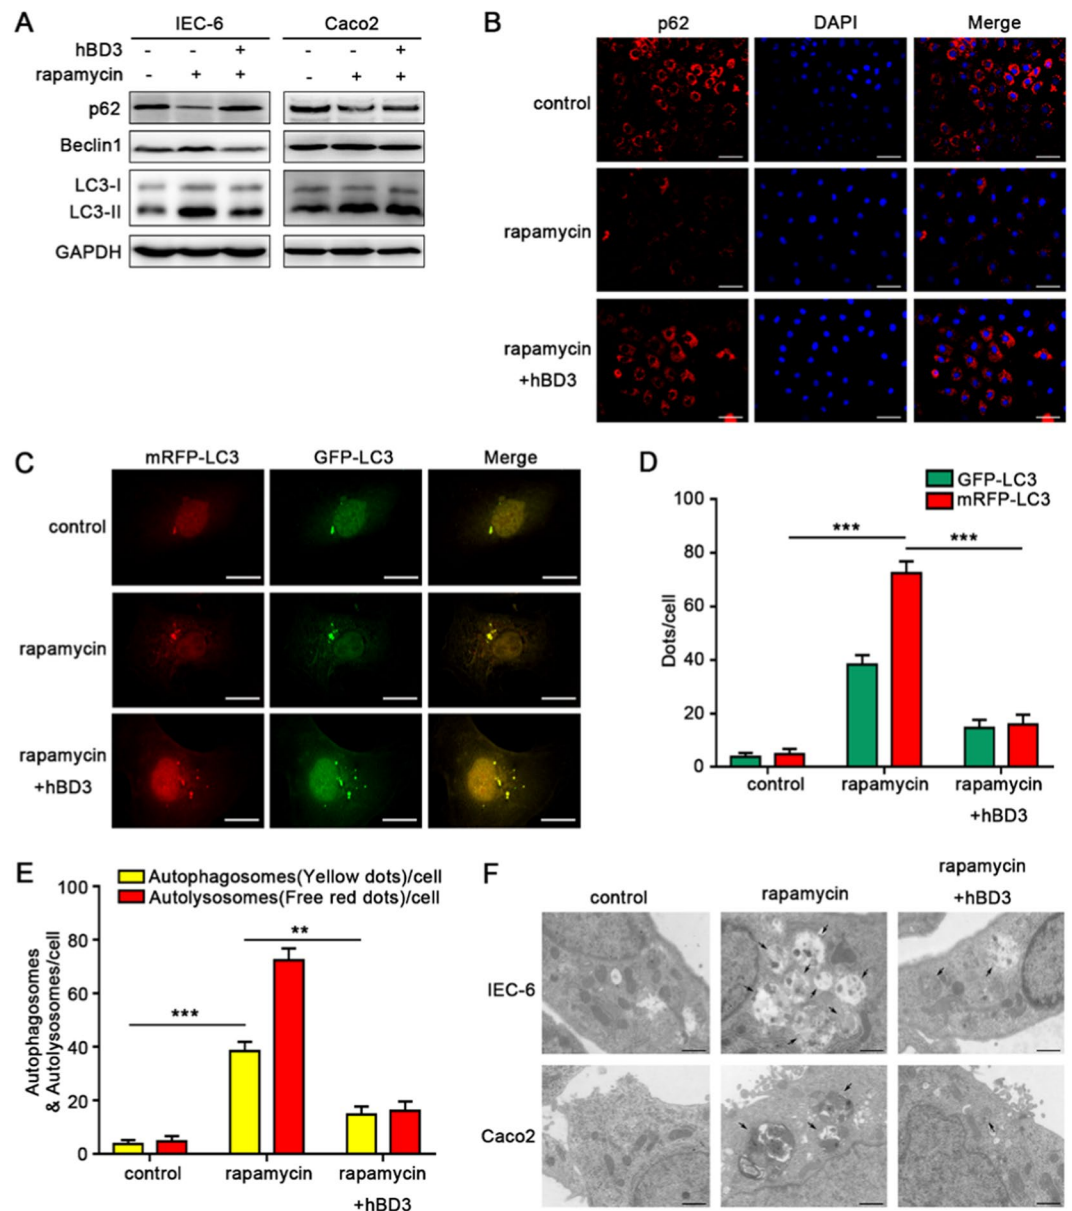 A
IEC-6 Caco2
hBD3 - - + - - +
rapamycin - + + - + +
p62
Beclin1
LC3-I
LC3-II
GAPDH
B
p62 DAPI Merge
control
rapamycin
rapamycin
+hBD3
C
mRFP-LC3 GFP-LC3 Merge
control
rapamycin
rapamycin
+hBD3
D
GFP-LC3
mRFP-LC3
100
80
60
40
20
0
Dots/cell
***
***
control rapamycin rapamycin
+hBD3
E
Autophagosomes(Yellow dots)/cell
Autolysosomes(Free red dots)/cell
100
80
60
40
20
0
Autophagosomes
& Autolysosomes/cell
**
***
control rapamycin rapamycin
+hBD3
F
control rapamycin rapamycin
+hBD3
IEC-6
Caco2